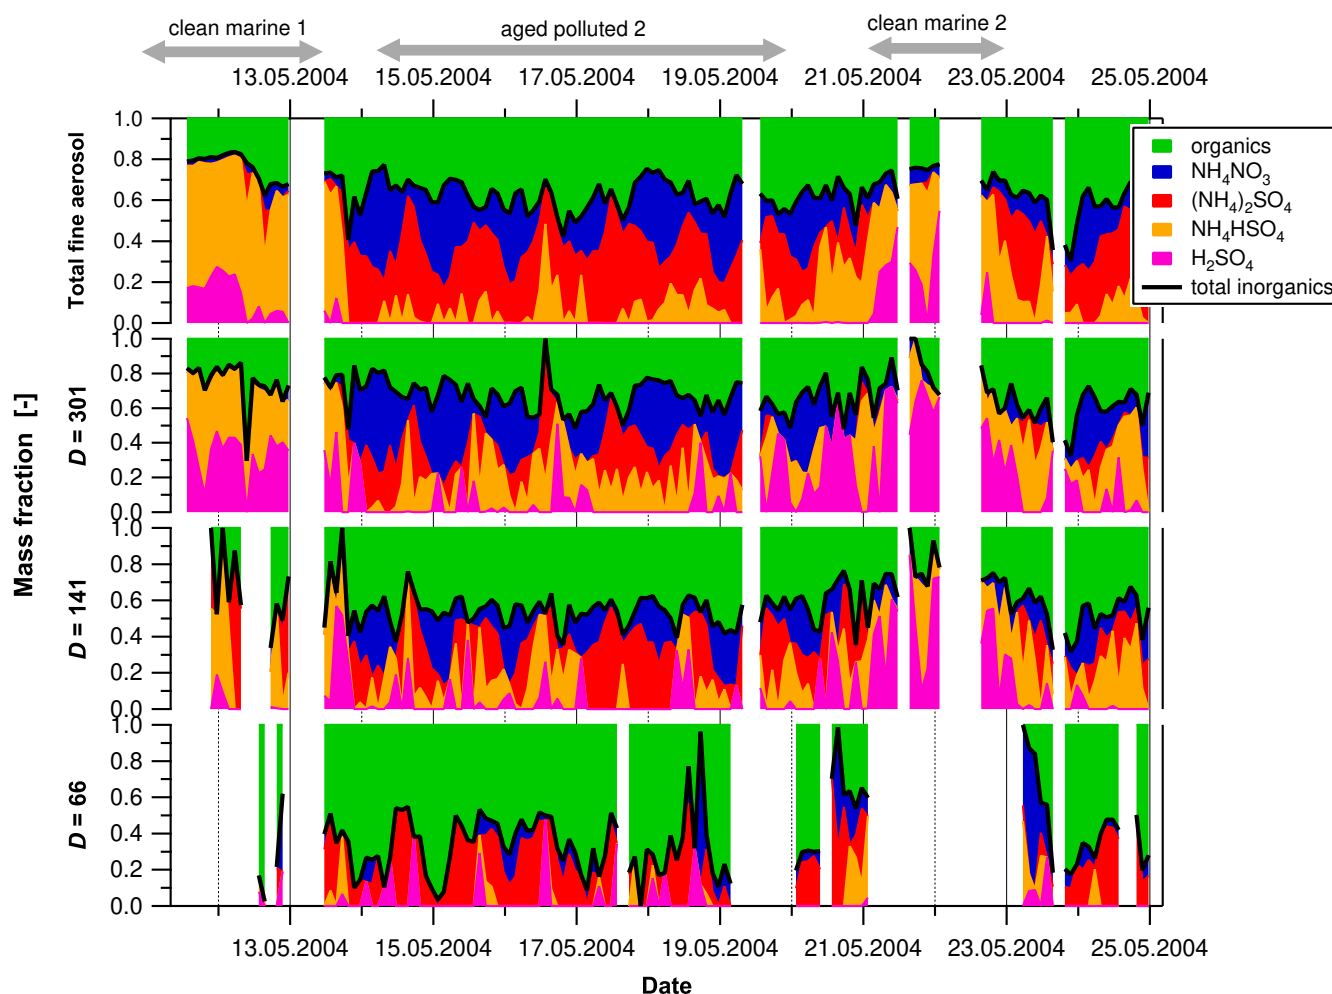 clean marine 1
aged polluted 2
clean marine 2
13.05.2004 15.05.2004 17.05.2004 19.05.2004 21.05.2004 23.05.2004 25.05.2004
Total fine aerosol
1.0
0.8
0.6
0.4
0.2
0.0
organics
NH₄NO₃
(NH₄)₂SO₄
NH₄HSO₄
H₂SO₄
total inorganics
Mass fraction [-]
D = 301
1.0
0.8
0.6
0.4
0.2
0.0
D = 141
1.0
0.8
0.6
0.4
0.2
0.0
D = 66
1.0
0.8
0.6
0.4
0.2
0.0
13.05.2004 15.05.2004 17.05.2004 19.05.2004 21.05.2004 23.05.2004 25.05.2004
Date